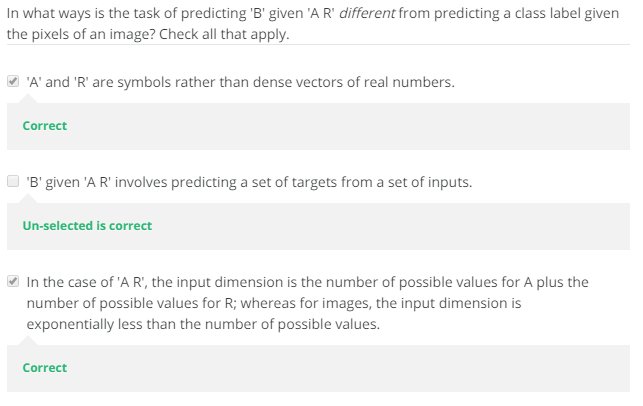 In what ways is the task of predicting 'B' given 'A R' different from predicting a class label given
the pixels of an image? Check all that apply.
'A' and 'R' are symbols rather than dense vectors of real numbers.
Correct
'B' given 'A R' involves predicting a set of targets from a set of inputs.
Un-selected is correct
In the case of 'A R', the input dimension is the number of possible values for A plus the
number of possible values for R; whereas for images, the input dimension is
exponentially less than the number of possible values.
Correct